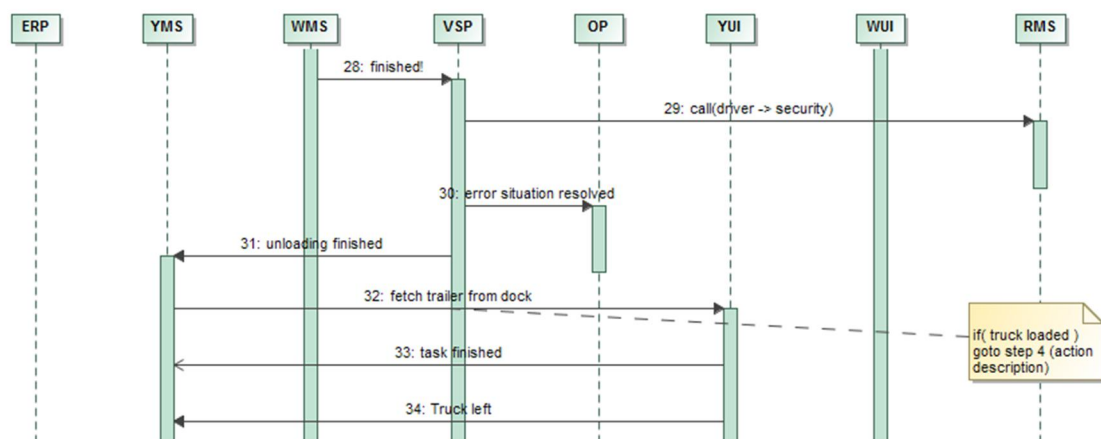 ERP YMS WMS VSP OP YUI WUI RMS
28: finished!
29: call(driver -> security)
30: error situation resolved
31: unloading finished
32: fetch trailer from dock
if( truck loaded )
goto step 4 (action
description)
33: task finished
34: Truck left